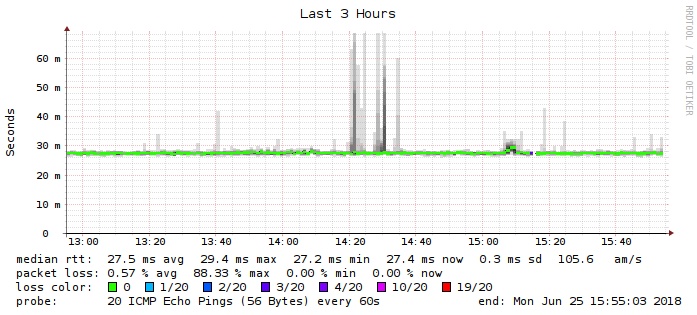 Last 3 Hours
RRDTOOL / TOBI OETIKER
Seconds
60 m
50 m
40 m
30 m
20 m
10 m
0
13:00 13:20 13:40 14:00 14:20 14:40 15:00 15:20 15:40
median rtt: 27.5 ms avg 29.4 ms max 27.2 ms min 27.4 ms now 0.3 ms sd 105.6 am/s
packet loss: 0.57 % avg 88.33 % max 0.00 % min 0.00 % now
loss color: 0 1/20 2/20 3/20 4/20 10/20 19/20
probe: 20 ICMP Echo Pings (56 Bytes) every 60s end: Mon Jun 25 15:55:03 2018